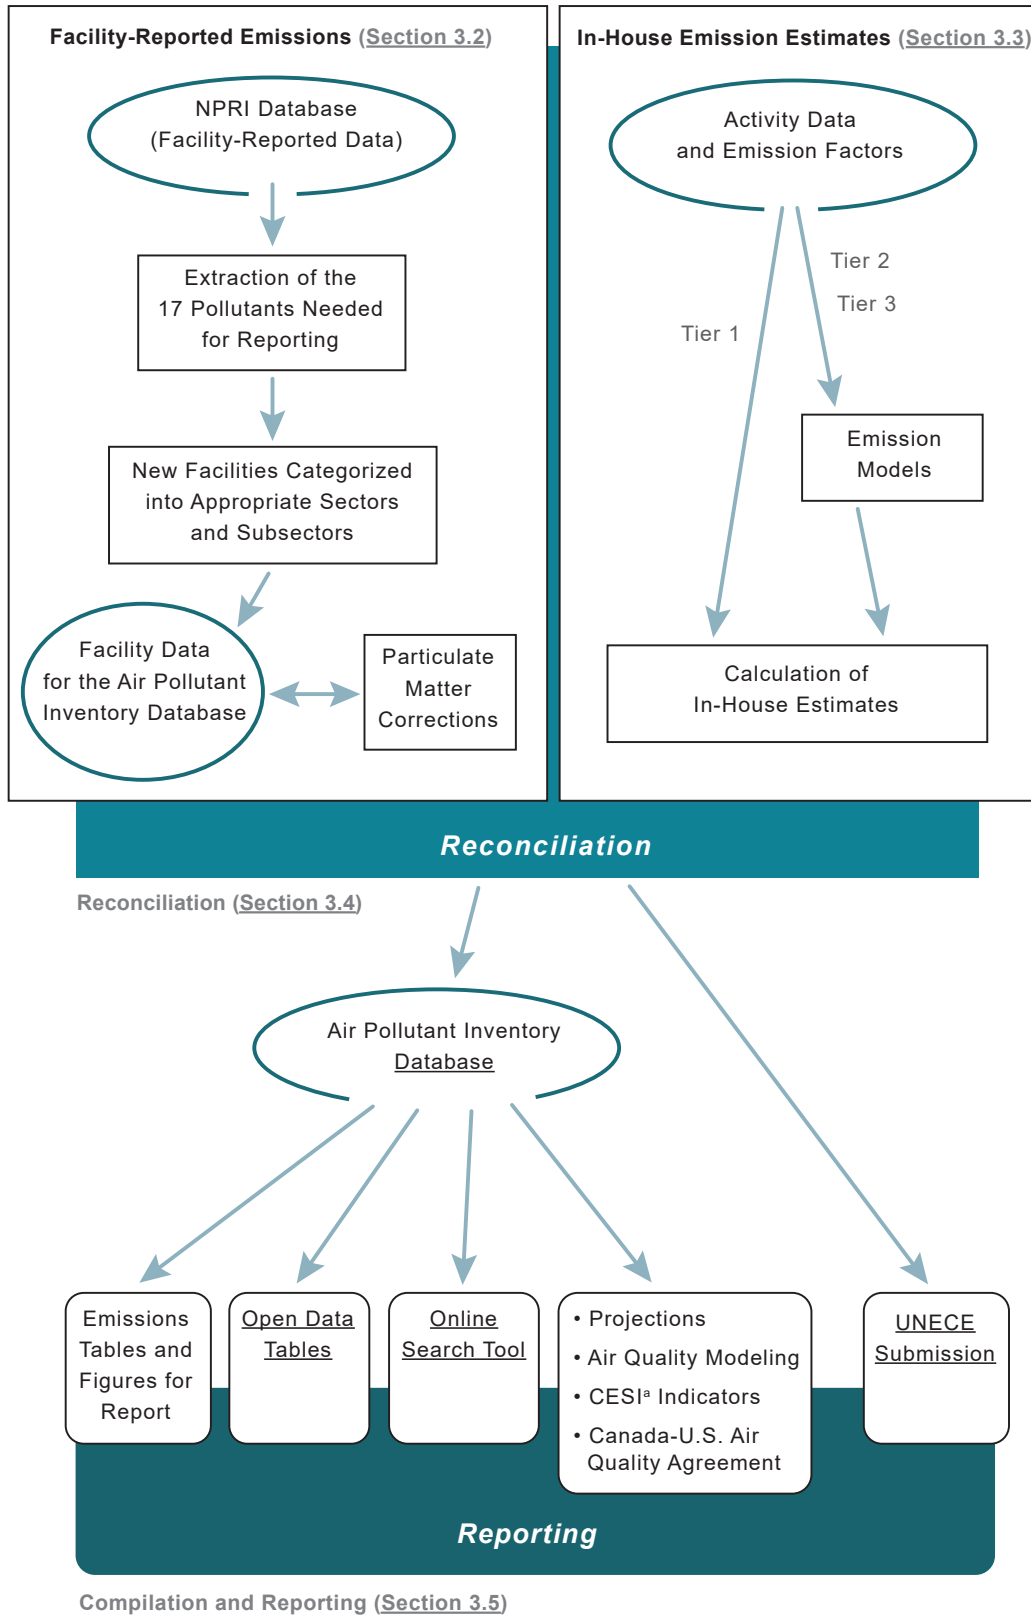 Facility-Reported Emissions (Section 3.2)
NPRI Database
(Facility-Reported Data)
Extraction of the
17 Pollutants Needed
for Reporting
New Facilities Categorized
into Appropriate Sectors
and Subsectors
Facility Data
for the Air Pollutant
Inventory Database
Particulate
Matter
Corrections
In-House Emission Estimates (Section 3.3)
Activity Data
and Emission Factors
Tier 2
Tier 3
Tier 1
Emission
Models
Calculation of
In-House Estimates
Reconciliation
Reconciliation (Section 3.4)
Air Pollutant Inventory
Database
Emissions
Tables and
Figures for
Report
Open Data
Tables
Online
Search Tool
• Projections
• Air Quality Modeling
• CESIᵃ Indicators
• Canada-U.S. Air
Quality Agreement
UNECE
Submission
Reporting
Compilation and Reporting (Section 3.5)